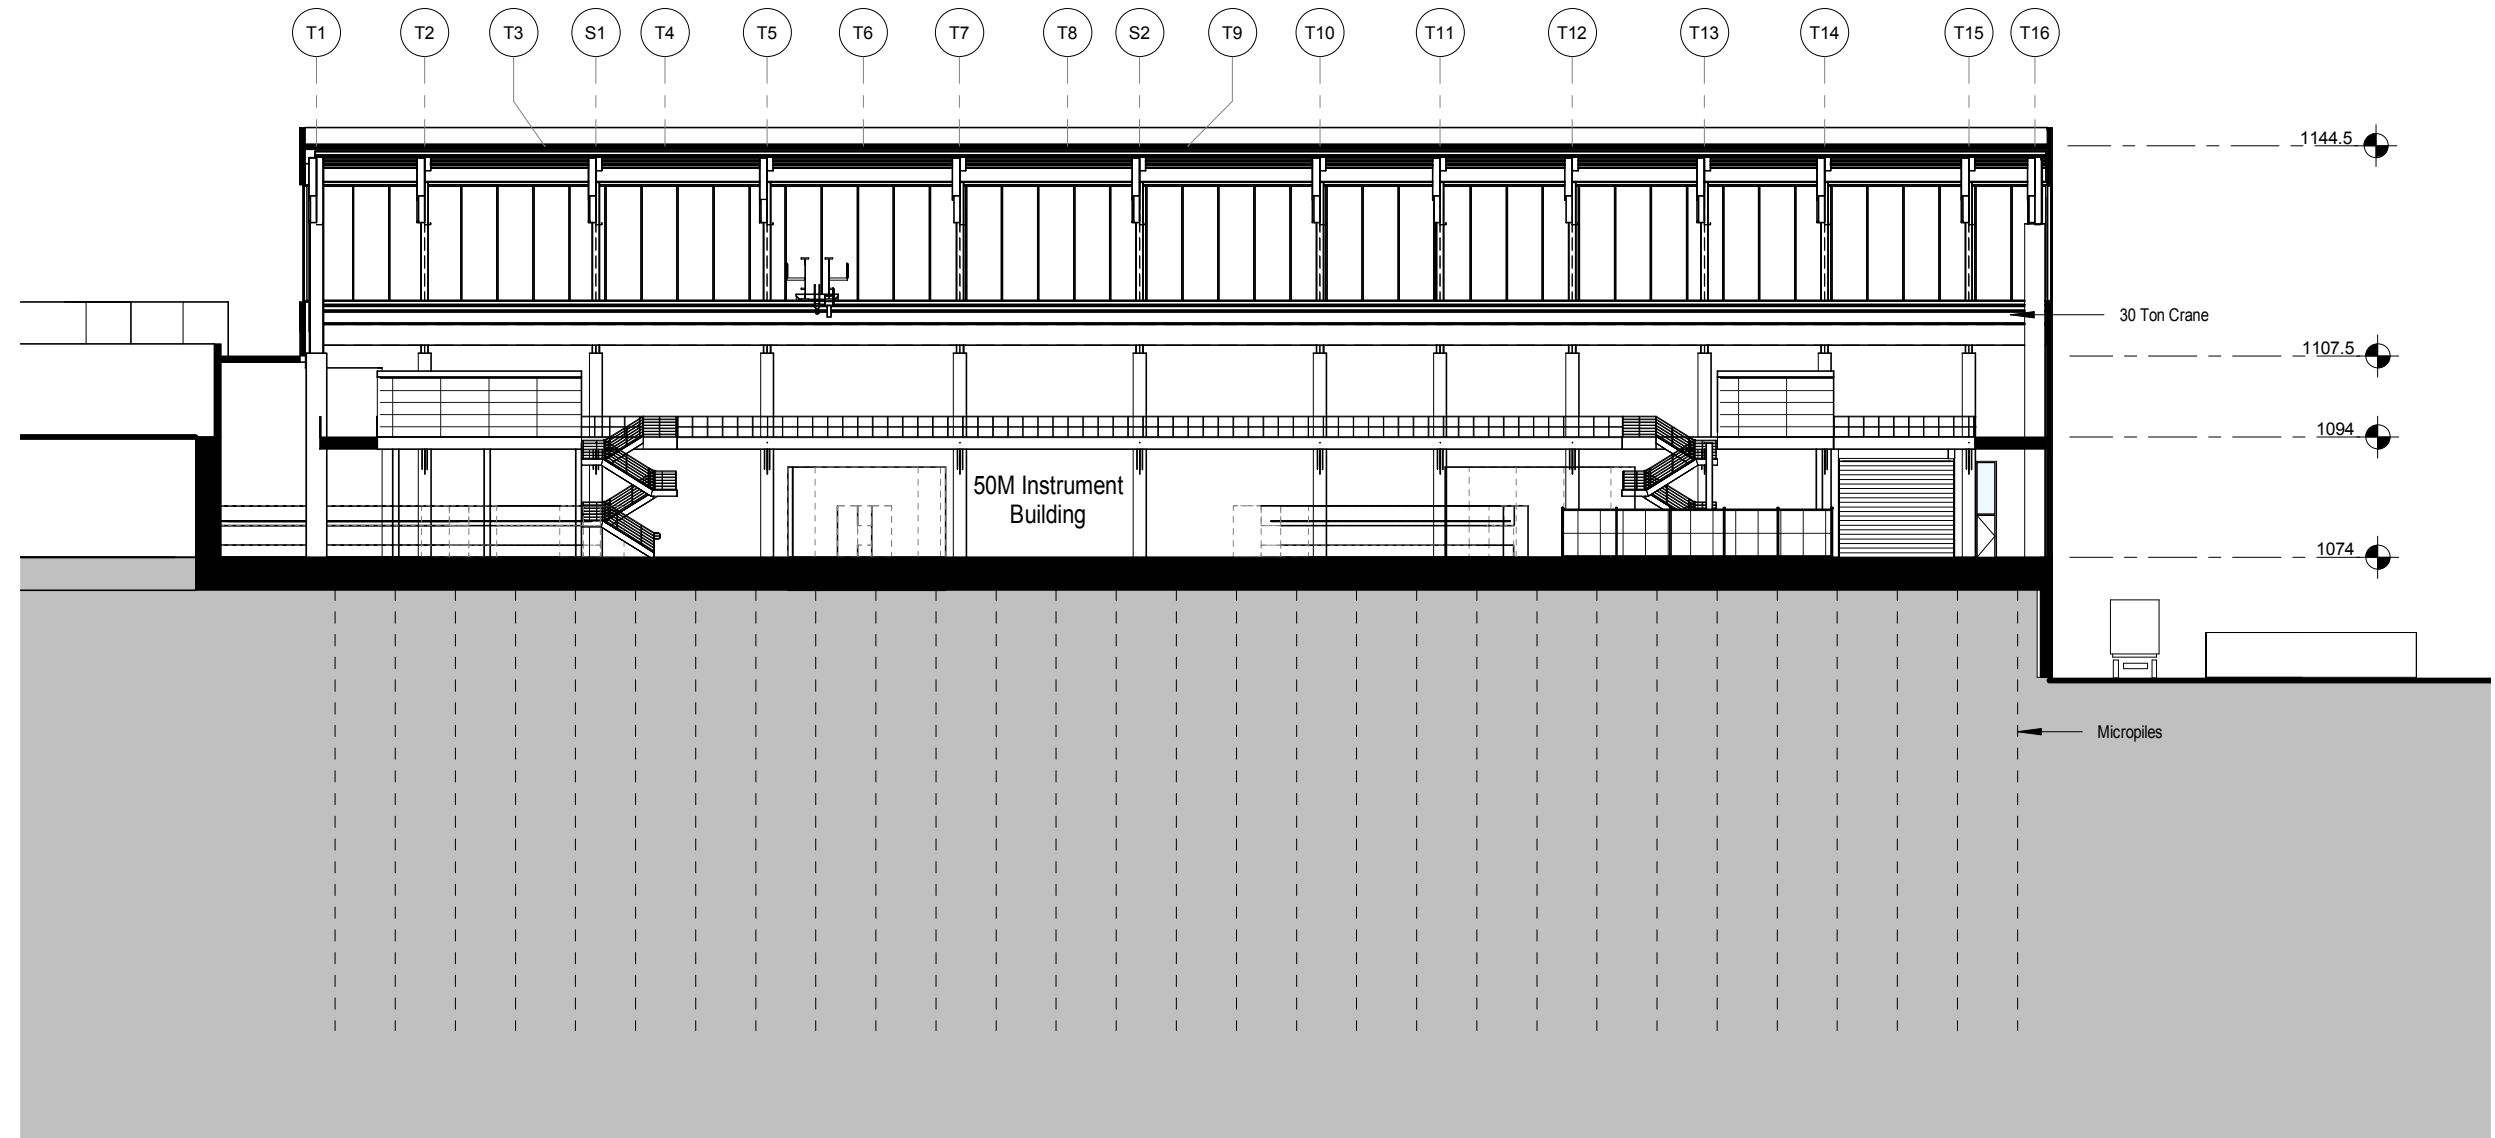 T1
T2
T3
S1
T4
T5
T6
T7
T8
S2
T9
T10
T11
T12
T13
T14
T15
T16
1144.5
30 Ton Crane
1107.5
1094
50M Instrument
Building
1074
Micropiles